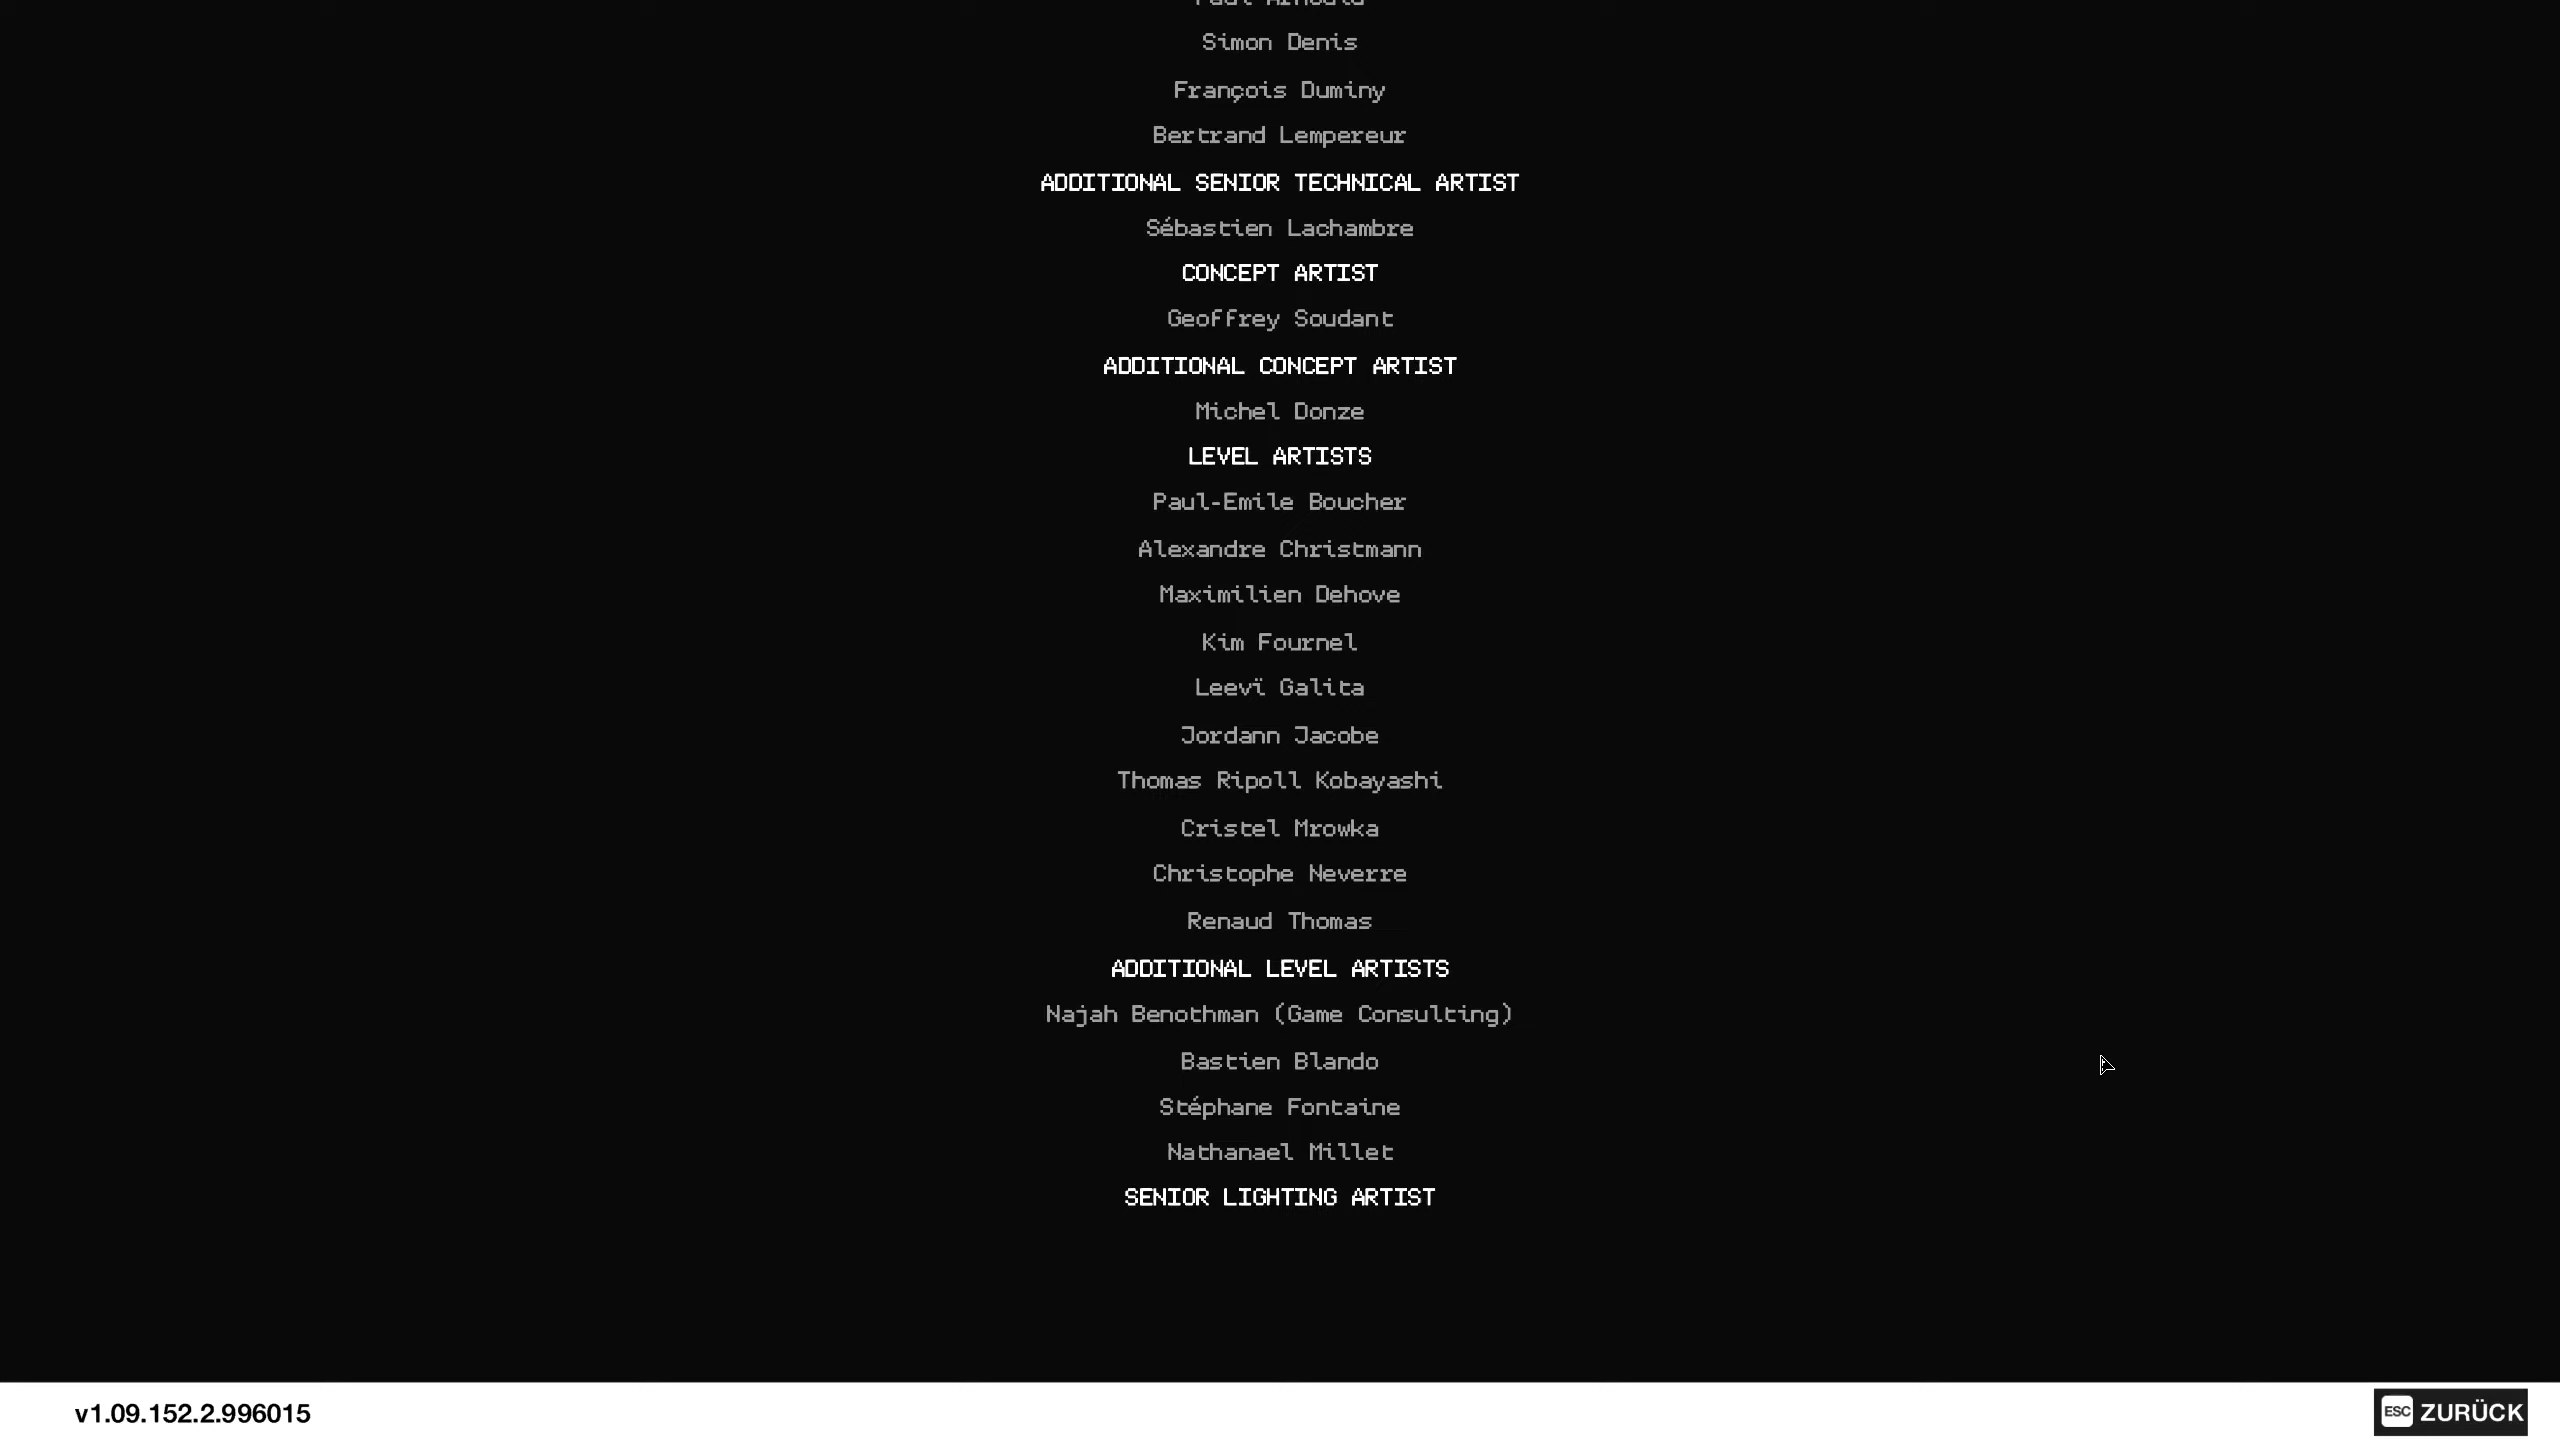 Simon Denis
François Duminy
Bertrand Lempereur
ADDITIONAL SENIOR TECHNICAL ARTIST
Sébastien Lachambre
CONCEPT ARTIST
Geoffrey Soudant
ADDITIONAL CONCEPT ARTIST
Michel Donze
LEVEL ARTISTS
Paul-Emile Boucher
Alexandre Christmann
Maximilien Dehove
Kim Fournel
Leevï Galita
Jordann Jacobe
Thomas Ripoll Kobayashi
Cristel Mrowka
Christophe Neverre
Renaud Thomas
ADDITIONAL LEVEL ARTISTS
Najah Benothman (Game Consulting)
Bastien Blando
Stéphane Fontaine
Nathanael Millet
SENIOR LIGHTING ARTIST
v1.09.152.2.996015
ESC ZURÜCK